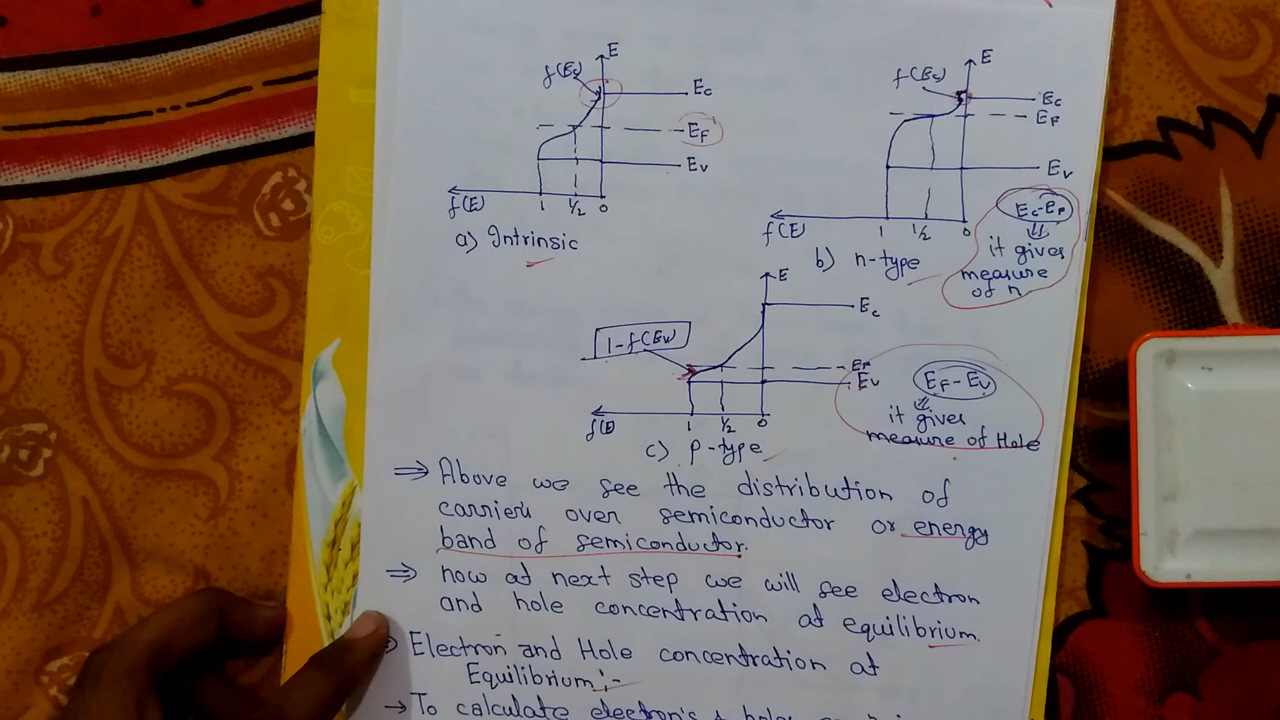 E
f(Ec)
Ec
EF
Ev
f(E) 1 1/2 0
a) Intrinsic
E
f(Ec)
Ec
EF
Ev
f(E) 1 1/2 0
b) n-type
Ec-EF
⇓
it gives
measure
of n
E
Ec
1-f(Ev)
EF
Ev
f(E) 1 1/2 0
c) p-type
EF - Ev
⇓
it gives
measure of Hole
⇒ Above we see the distribution of
carriers over semiconductor or energy
band of semiconductor.
⇒ now at next step we will see electron
and hole concentration at equilibrium.
⇒ Electron and Hole concentration at
Equilibrium :-
→ To calculate electron's &